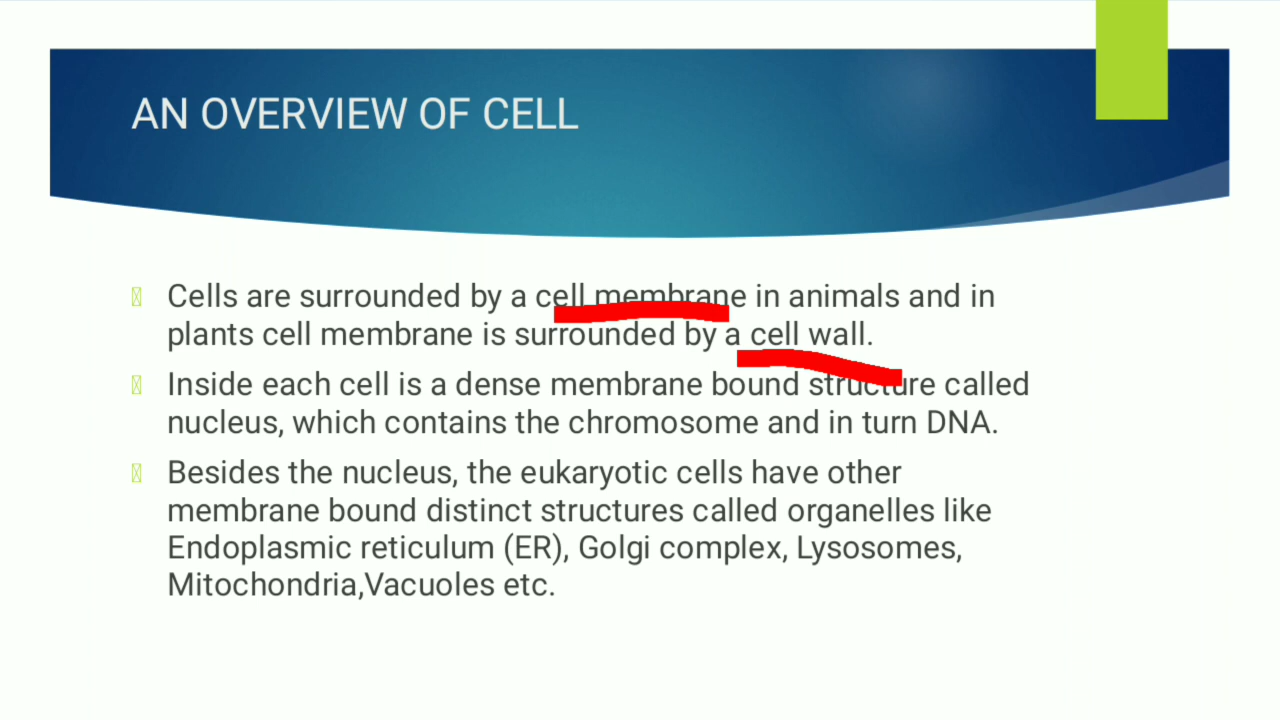 AN OVERVIEW OF CELL
Cells are surrounded by a cell membrane in animals and in
plants cell membrane is surrounded by a cell wall.
Inside each cell is a dense membrane bound structure called
nucleus, which contains the chromosome and in turn DNA.
Besides the nucleus, the eukaryotic cells have other
membrane bound distinct structures called organelles like
Endoplasmic reticulum (ER), Golgi complex, Lysosomes,
Mitochondria,Vacuoles etc.